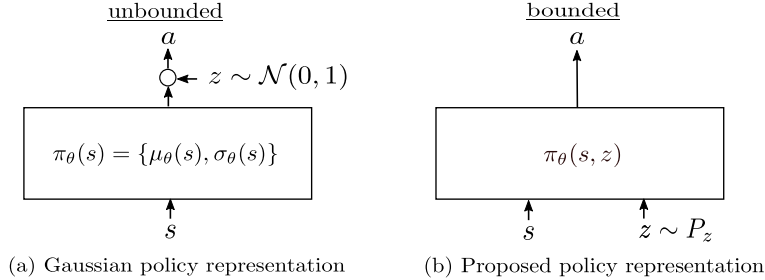 unbounded
a
z ∼ 𝒩(0, 1)
π_θ(s) = {μ_θ(s), σ_θ(s)}
s
(a) Gaussian policy representation
bounded
a
π_θ(s, z)
s
z ∼ P_z
(b) Proposed policy representation